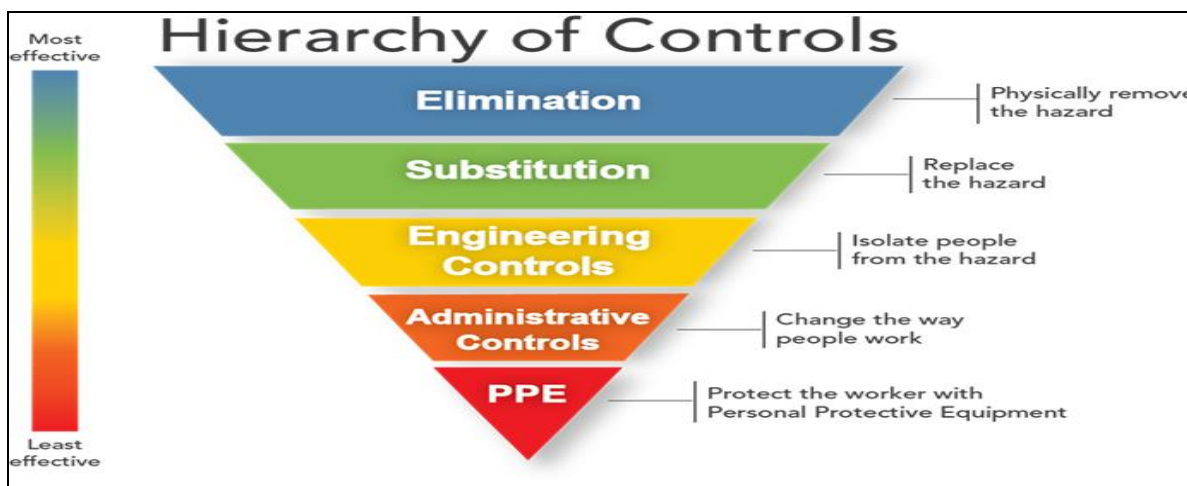 Hierarchy of Controls
Most
effective
Elimination
Physically remove
the hazard
Substitution
Replace
the hazard
Engineering
Controls
Isolate people
from the hazard
Administrative
Controls
Change the way
people work
PPE
Protect the worker with
Personal Protective Equipment
Least
effective